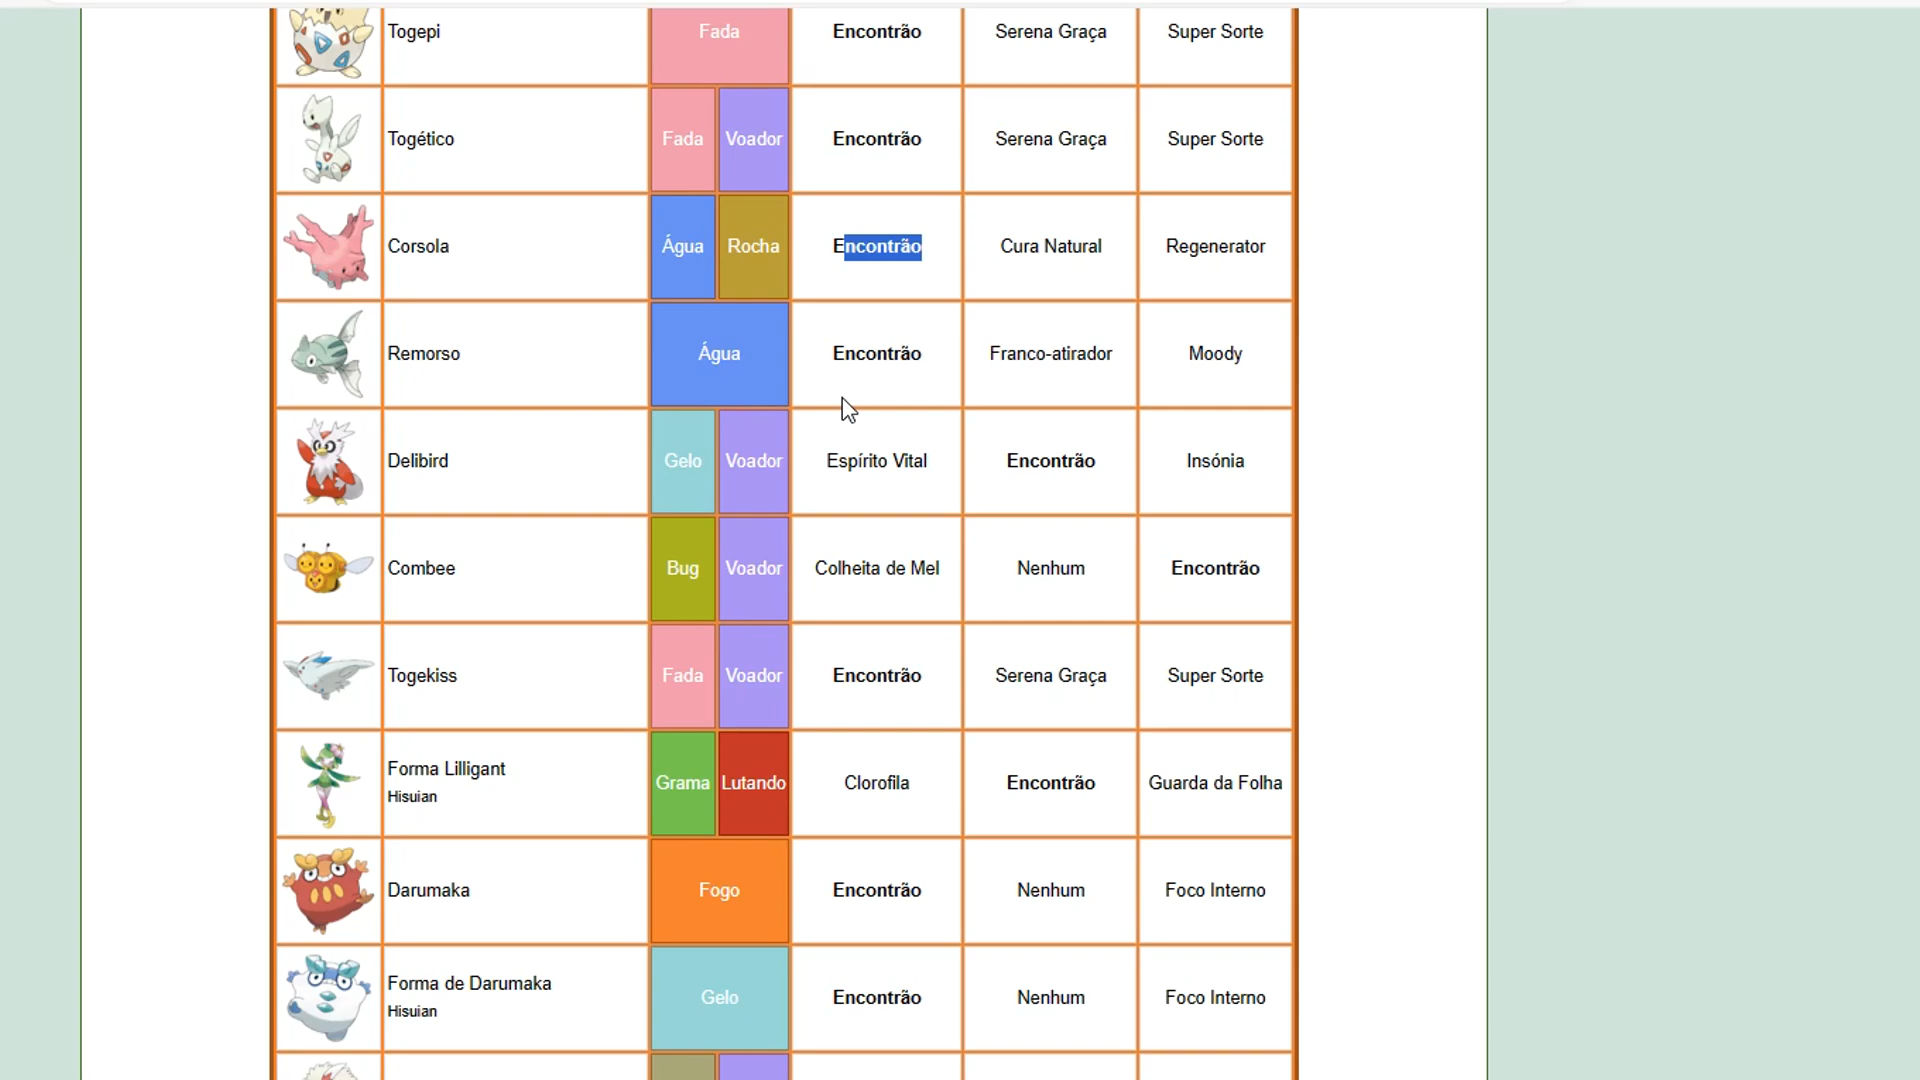 Togepi Fada Encontrão Serena Graça Super Sorte
Togético Fada Voador Encontrão Serena Graça Super Sorte
Corsola Água Rocha Encontrão Cura Natural Regenerator
Remorso Água Encontrão Franco-atirador Moody
Delibird Gelo Voador Espírito Vital Encontrão Insónia
Combee Bug Voador Colheita de Mel Nenhum Encontrão
Togekiss Fada Voador Encontrão Serena Graça Super Sorte
Forma Lilligant
Hisuian
Grama Lutando Clorofila Encontrão Guarda da Folha
Darumaka Fogo Encontrão Nenhum Foco Interno
Forma de Darumaka
Hisuian
Gelo Encontrão Nenhum Foco Interno